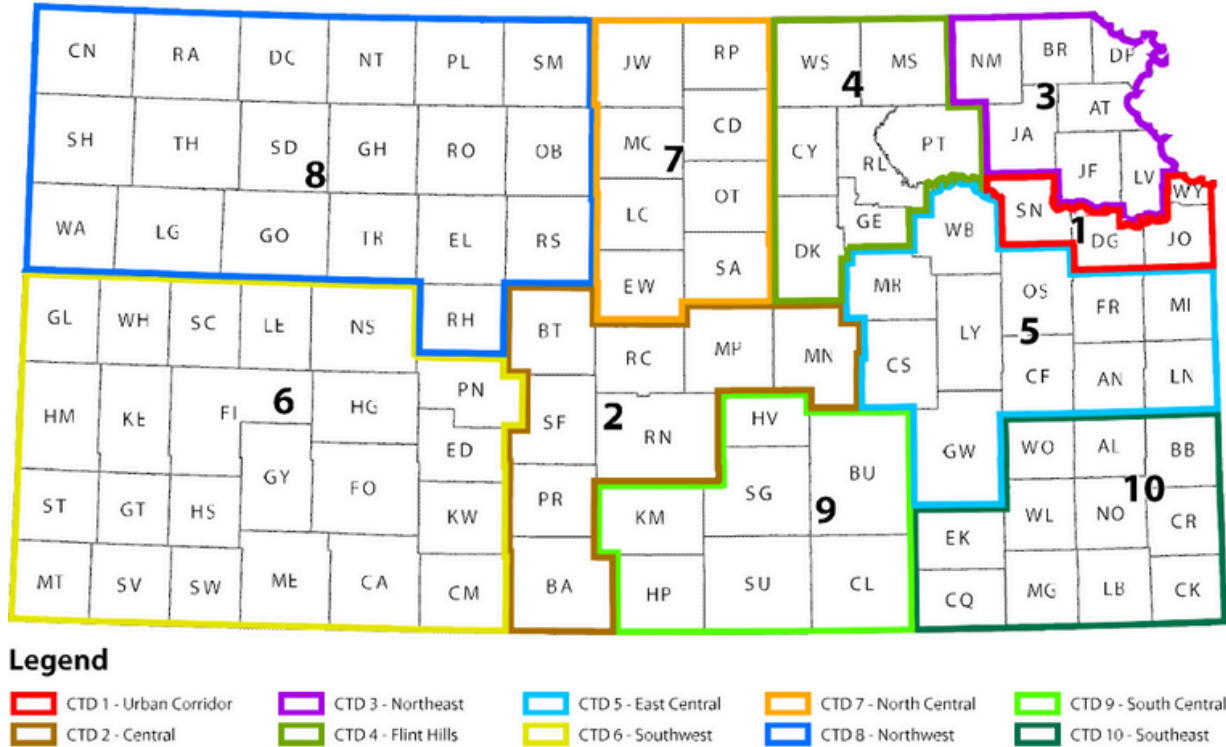 CN RA DC NT PL SM JW RP WS MS NM BR DP
SH TH SD GH RO OB MC CD CY RL PT JA AT
4 3 7 8
WA LG GO TR EL RS LC OT DK GE WB SN JF LV WY
1 DG JO
EW SA MR OS FR MI
GL WH SC LE NS RH BT RC MP MN CS LY 5 CF AN LN
HM KE FI 6 HG PN SF 2 RN HV BU GW WO AL BB
GY ED SG 9 10
ST GT HS FO KW PR KM EK WL NO CR
MT SV SW ME CA CM BA HP SU CL CQ MG LB CK
Legend
CTD 1 - Urban Corridor CTD 3 - Northeast CTD 5 - East Central CTD 7 - North Central CTD 9 - South Central
CTD 2 - Central CTD 4 - Flint Hills CTD 6 - Southwest CTD 8 - Northwest CTD 10 - Southeast